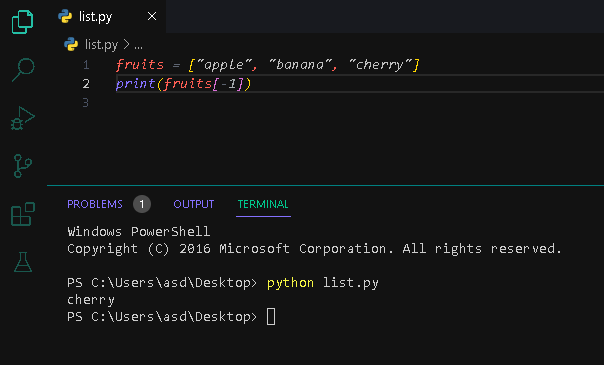 list.py
list.py > ...
1 fruits = ["apple", "banana", "cherry"]
2 print(fruits[-1])
3
PROBLEMS 1 OUTPUT TERMINAL
Windows PowerShell
Copyright (C) 2016 Microsoft Corporation. All rights reserved.
PS C:\Users\asd\Desktop> python list.py
cherry
PS C:\Users\asd\Desktop>